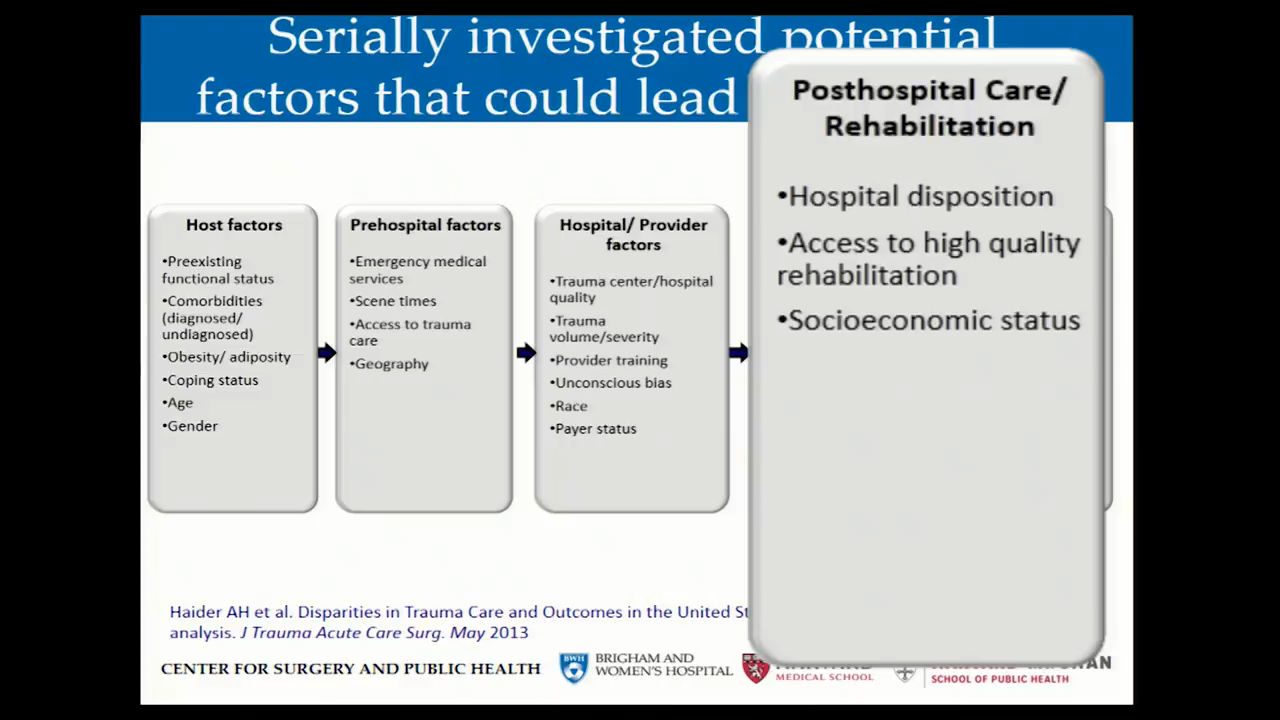 Serially investigated potential
factors that could lead
Posthospital Care/
Rehabilitation
•Hospital disposition
•Access to high quality
rehabilitation
•Socioeconomic status
Host factors
•Preexisting
functional status
•Comorbidities
(diagnosed/
undiagnosed)
•Obesity/ adiposity
•Coping status
•Age
•Gender
Prehospital factors
•Emergency medical
services
•Scene times
•Access to trauma
care
•Geography
Hospital/ Provider
factors
•Trauma center/hospital
quality
•Trauma
volume/severity
•Provider training
•Unconscious bias
•Race
•Payer status
Haider AH et al. Disparities in Trauma Care and Outcomes in the United
analysis. J Trauma Acute Care Surg. May 2013
CENTER FOR SURGERY AND PUBLIC HEALTH
BWH
BRIGHAM AND
WOMEN'S HOSPITAL
MEDICAL SCHOOL
SCHOOL OF PUBLIC HEALTH